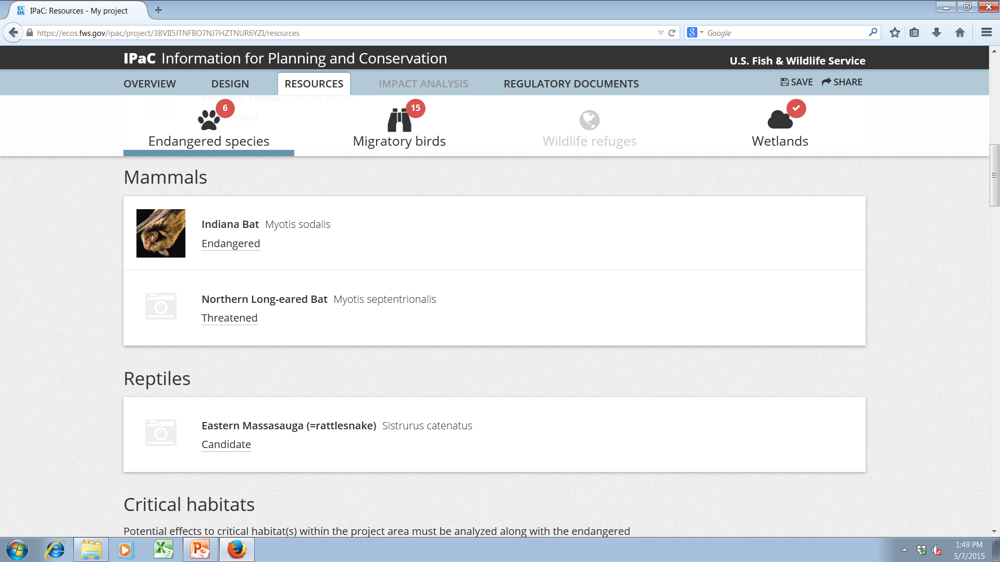 EC
OS
IPaC: Resources - My project
https://ecos.fws.gov/ipac/project/3BVII5JTNFBO7NJ7HZTNUR6YZI/resources
8
Google
IPaC Information for Planning and Conservation
U.S. Fish & Wildlife Service
OVERVIEW
DESIGN
RESOURCES
IMPACT ANALYSIS
REGULATORY DOCUMENTS
SAVE
SHARE
Pitcher's Thistle Cirsium pitcheri
6
15
Endangered species
Migratory birds
Wildlife refuges
Wetlands
Mammals
Indiana Bat Myotis sodalis
Endangered
Northern Long-eared Bat Myotis septentrionalis
Threatened
Reptiles
Eastern Massasauga (=rattlesnake) Sistrurus catenatus
Candidate
Critical habitats
Potential effects to critical habitat(s) within the project area must be analyzed along with the endangered
1:49 PM
5/7/2015